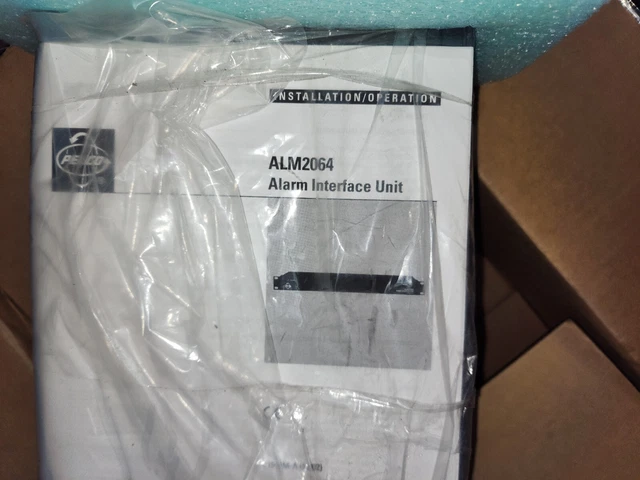 INSTALLATION/OPERATION
PELCO
ALM2064
Alarm Interface Unit